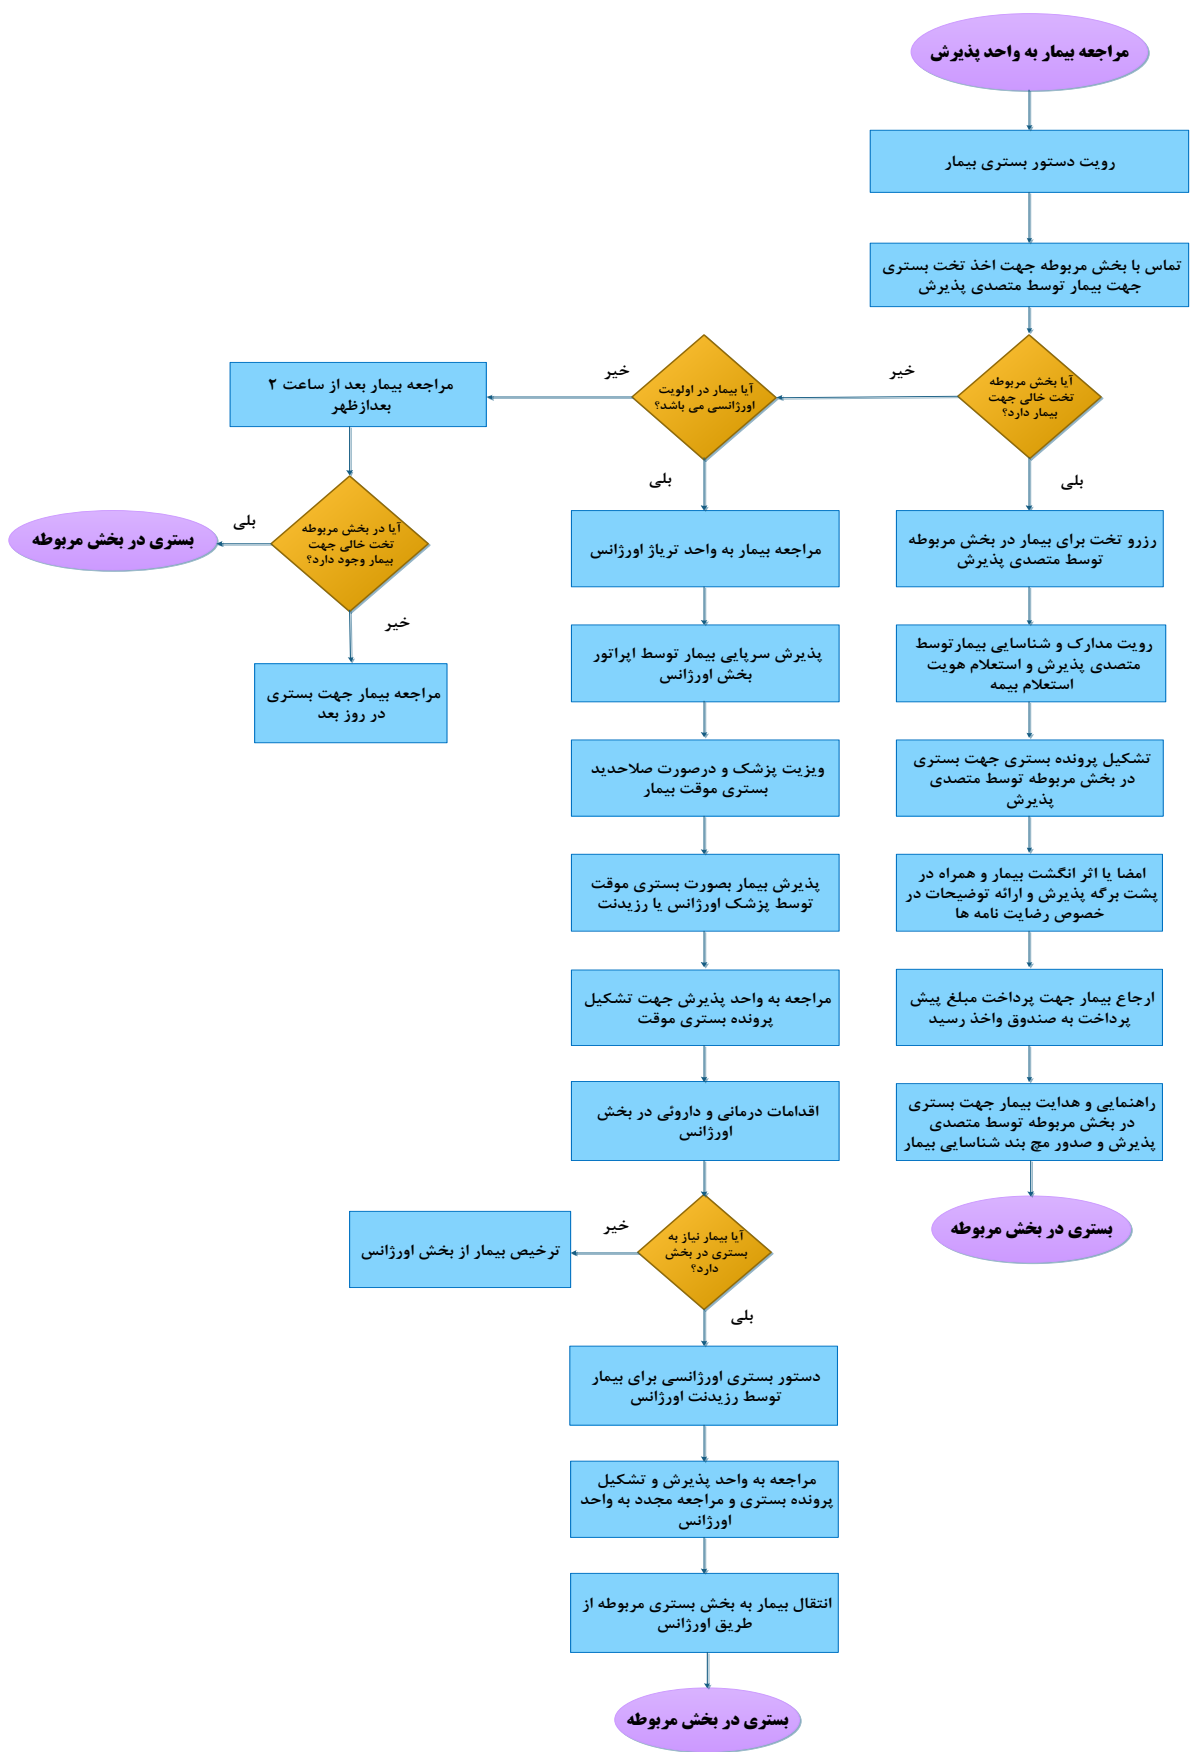 مراجعه بیمار به واحد پذیرش
رویت دستور بستری بیمار
تماس با بخش مربوطه جهت اخذ تخت بستری
جهت بیمار توسط متصدی پذیرش
آیا بخش مربوطه
تخت خالی جهت
بیمار دارد؟
خیر
بلی
رزرو تخت برای بیمار در بخش مربوطه
توسط متصدی پذیرش
رویت مدارک و شناسایی بیمارتوسط
متصدی پذیرش و استعلام هویت
استعلام بیمه
تشکیل پرونده بستری جهت بستری
در بخش مربوطه توسط متصدی
پذیرش
امضا یا اثر انگشت بیمار و همراه در
پشت برگه پذیرش و ارائه توضیحات در
خصوص رضایت نامه ها
ارجاع بیمار جهت پرداخت مبلغ پیش
پرداخت به صندوق واخذ رسید
راهنمایی و هدایت بیمار جهت بستری
در بخش مربوطه توسط متصدی
پذیرش و صدور مچ بند شناسایی بیمار
بستری در بخش مربوطه
آیا بیمار در اولویت
اورژانسی می باشد؟
خیر
بلی
مراجعه بیمار به واحد تریاژ اورژانس
پذیرش سرپایی بیمار توسط اپراتور
بخش اورژانس
ویزیت پزشک و درصورت صلاحدید
بستری موقت بیمار
پذیرش بیمار بصورت بستری موقت
توسط پزشک اورژانس یا رزیدنت
مراجعه به واحد پذیرش جهت تشکیل
پرونده بستری موقت
اقدامات درمانی و داروئی در بخش
اورژانس
آیا بیمار نیاز به
بستری در بخش
دارد؟
خیر
ترخیص بیمار از بخش اورژانس
بلی
دستور بستری اورژانسی برای بیمار
توسط رزیدنت اورژانس
مراجعه به واحد پذیرش و تشکیل
پرونده بستری و مراجعه مجدد به واحد
اورژانس
انتقال بیمار به بخش بستری مربوطه از
طریق اورژانس
بستری در بخش مربوطه
مراجعه بیمار بعد از ساعت ۲
بعدازظهر
آیا در بخش مربوطه
تخت خالی جهت
بیمار وجود دارد؟
بلی
بستری در بخش مربوطه
خیر
مراجعه بیمار جهت بستری
در روز بعد